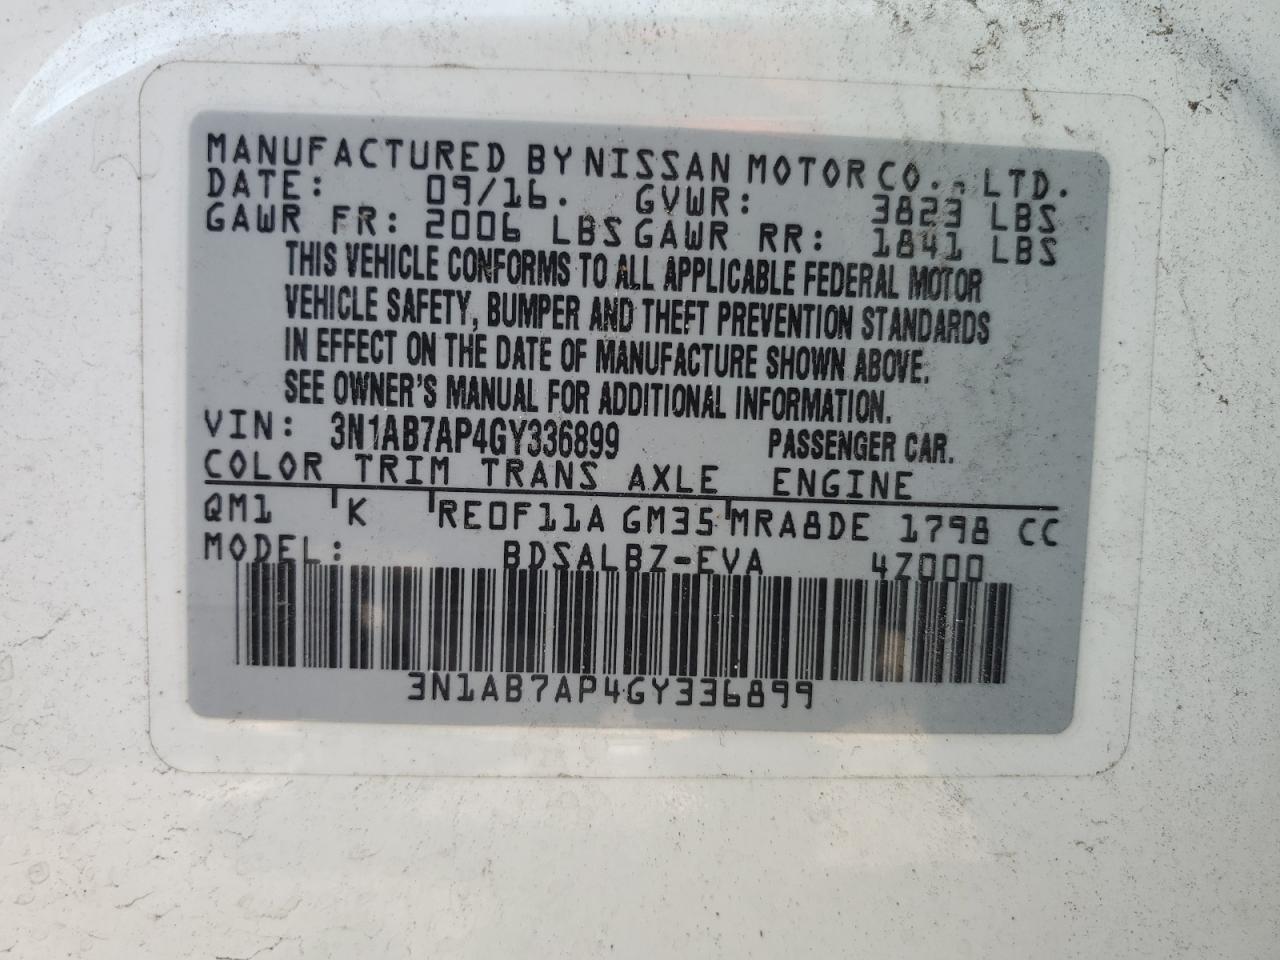 MANUFACTURED BY NISSAN MOTOR CO., LTD.
DATE: 09/16. GVWR: 3823 LBS
GAWR FR: 2006 LBS GAWR RR: 1841 LBS
THIS VEHICLE CONFORMS TO ALL APPLICABLE FEDERAL MOTOR
VEHICLE SAFETY, BUMPER AND THEFT PREVENTION STANDARDS
IN EFFECT ON THE DATE OF MANUFACTURE SHOWN ABOVE.
SEE OWNER'S MANUAL FOR ADDITIONAL INFORMATION.
VIN: 3N1AB7AP4GY336899 PASSENGER CAR.
COLOR TRIM TRANS AXLE ENGINE
QM1 K RE0F11A GM35 MRA8DE 1798 CC
MODEL: BDSALBZ-EVA 4Z000
3N1AB7AP4GY336899